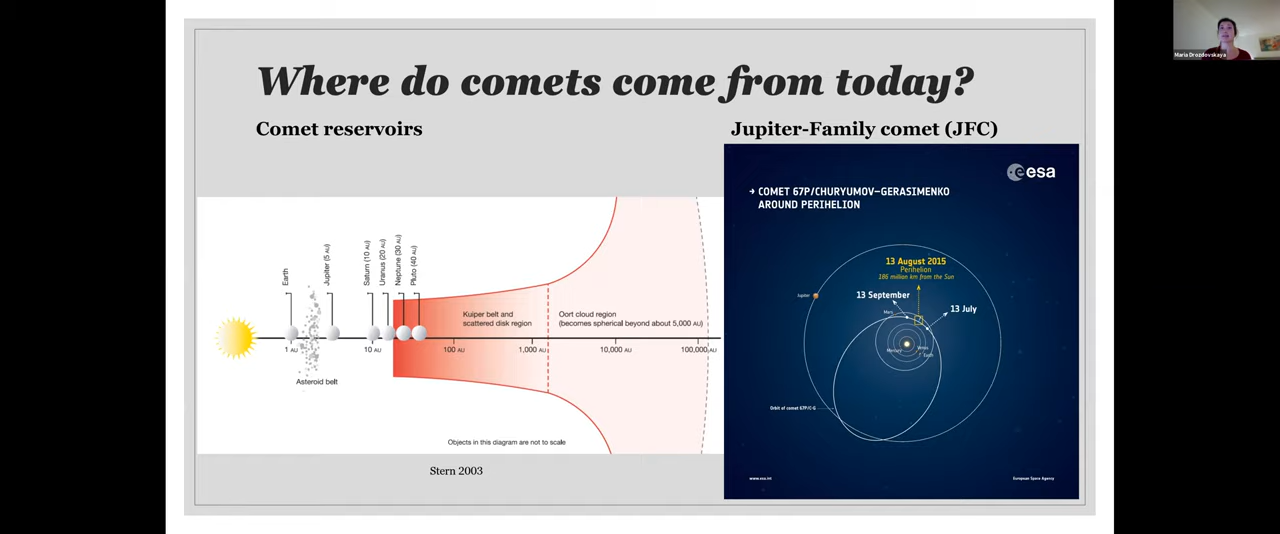 Where do comets come from today?
Comet reservoirs
Jupiter-Family comet (JFC)
Earth
Jupiter (5 AU)
Saturn (10 AU)
Uranus (20 AU)
Neptune (30 AU)
Pluto (40 AU)
Kuiper belt and
scattered disk region
Oort cloud region
(becomes spherical beyond about 5,000 AU)
1 AU
10 AU
100 AU
1,000 AU
10,000 AU
100,000 AU
Asteroid belt
Objects in this diagram are not to scale
Stern 2003
esa
→ COMET 67P/CHURYUMOV–GERASIMENKO
AROUND PERIHELION
13 August 2015
Perihelion
186 million km from the Sun
Jupiter
13 September
13 July
Mars
Mercury
Venus
Earth
Orbit of comet 67P/C-G
www.esa.int
European Space Agency
Maria Drozdovskaya